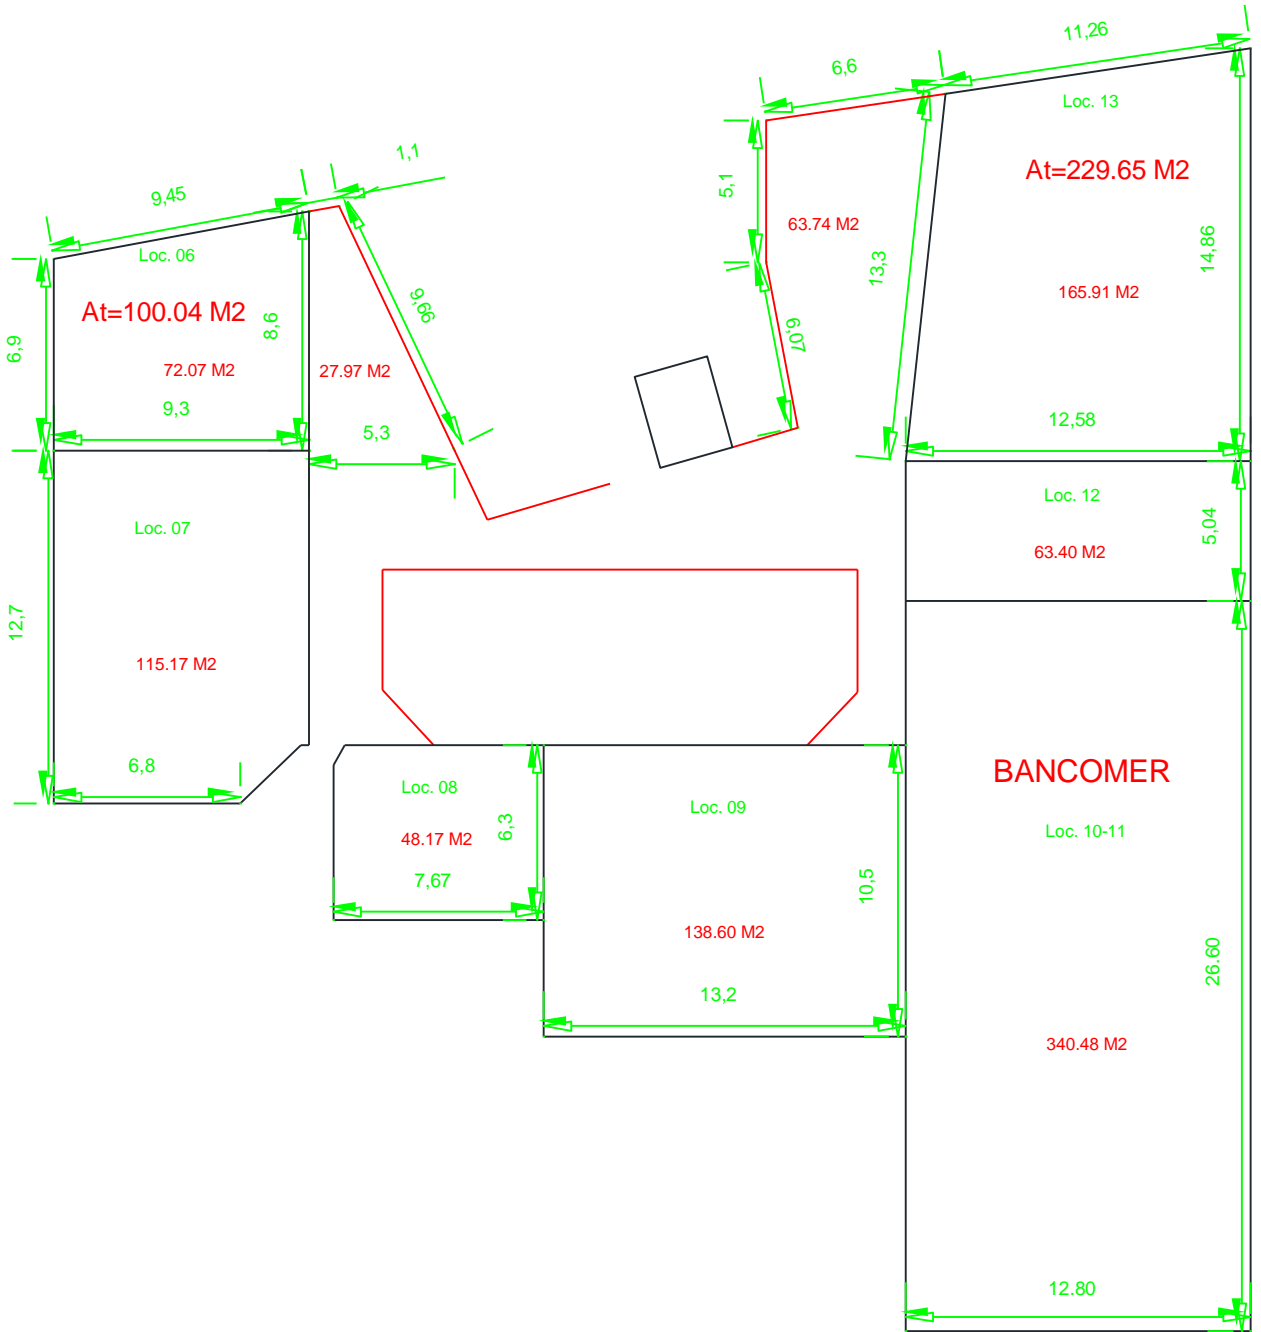 11,26
6,6
Loc. 13
At=229.65 M2
1,1
9,45
5,1
63.74 M2
13,3
14,86
165.91 M2
Loc. 06
At=100.04 M2
9,66
8,6
6,9
72.07 M2
27.97 M2
6,07
9,3
5,3
12,58
Loc. 07
Loc. 12
5,04
63.40 M2
12,7
115.17 M2
6,8
BANCOMER
Loc. 08
Loc. 09
Loc. 10-11
48.17 M2
6,3
7,67
10,5
138.60 M2
26.60
13,2
340.48 M2
12.80